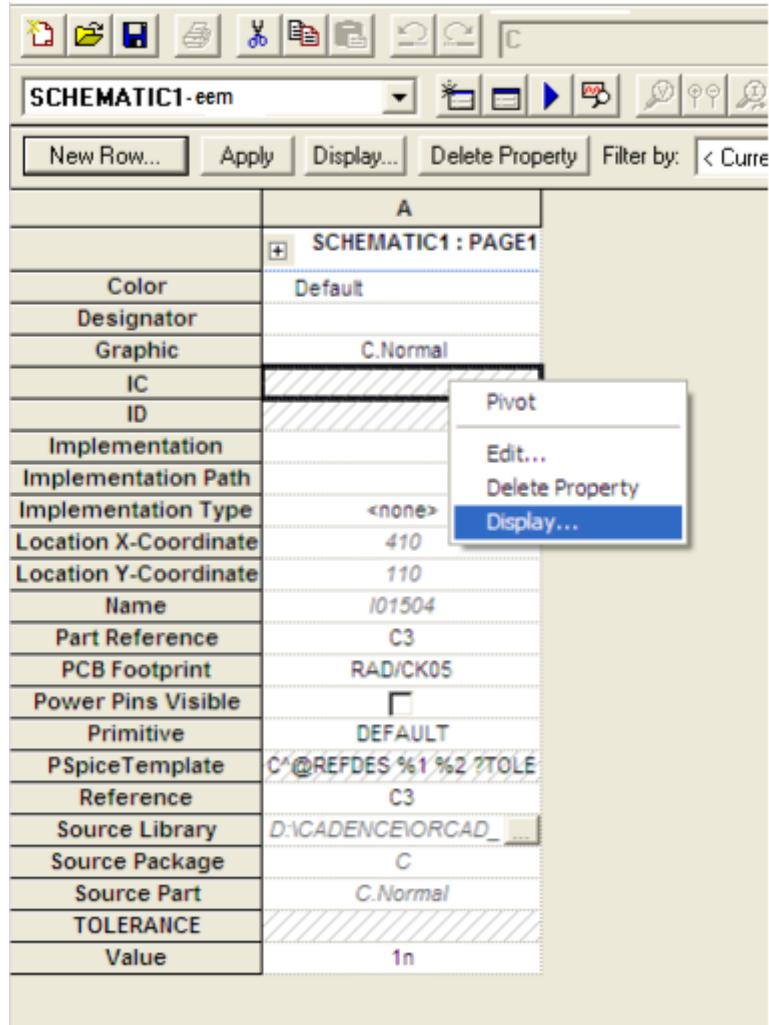 C
SCHEMATIC1-eem
New Row... Apply Display... Delete Property Filter by: < Curre
A
SCHEMATIC1 : PAGE1
Color Default
Designator
Graphic C.Normal
IC
ID
Implementation
Implementation Path
Implementation Type <none>
Location X-Coordinate 410
Location Y-Coordinate 110
Name I01504
Part Reference C3
PCB Footprint RAD/CK05
Power Pins Visible
Primitive DEFAULT
PSpiceTemplate C^@REFDES %1 %2 ?TOLE
Reference C3
Source Library D:\CADENCE\ORCAD_ ...
Source Package C
Source Part C.Normal
TOLERANCE
Value 1n
Pivot
Edit...
Delete Property
Display...